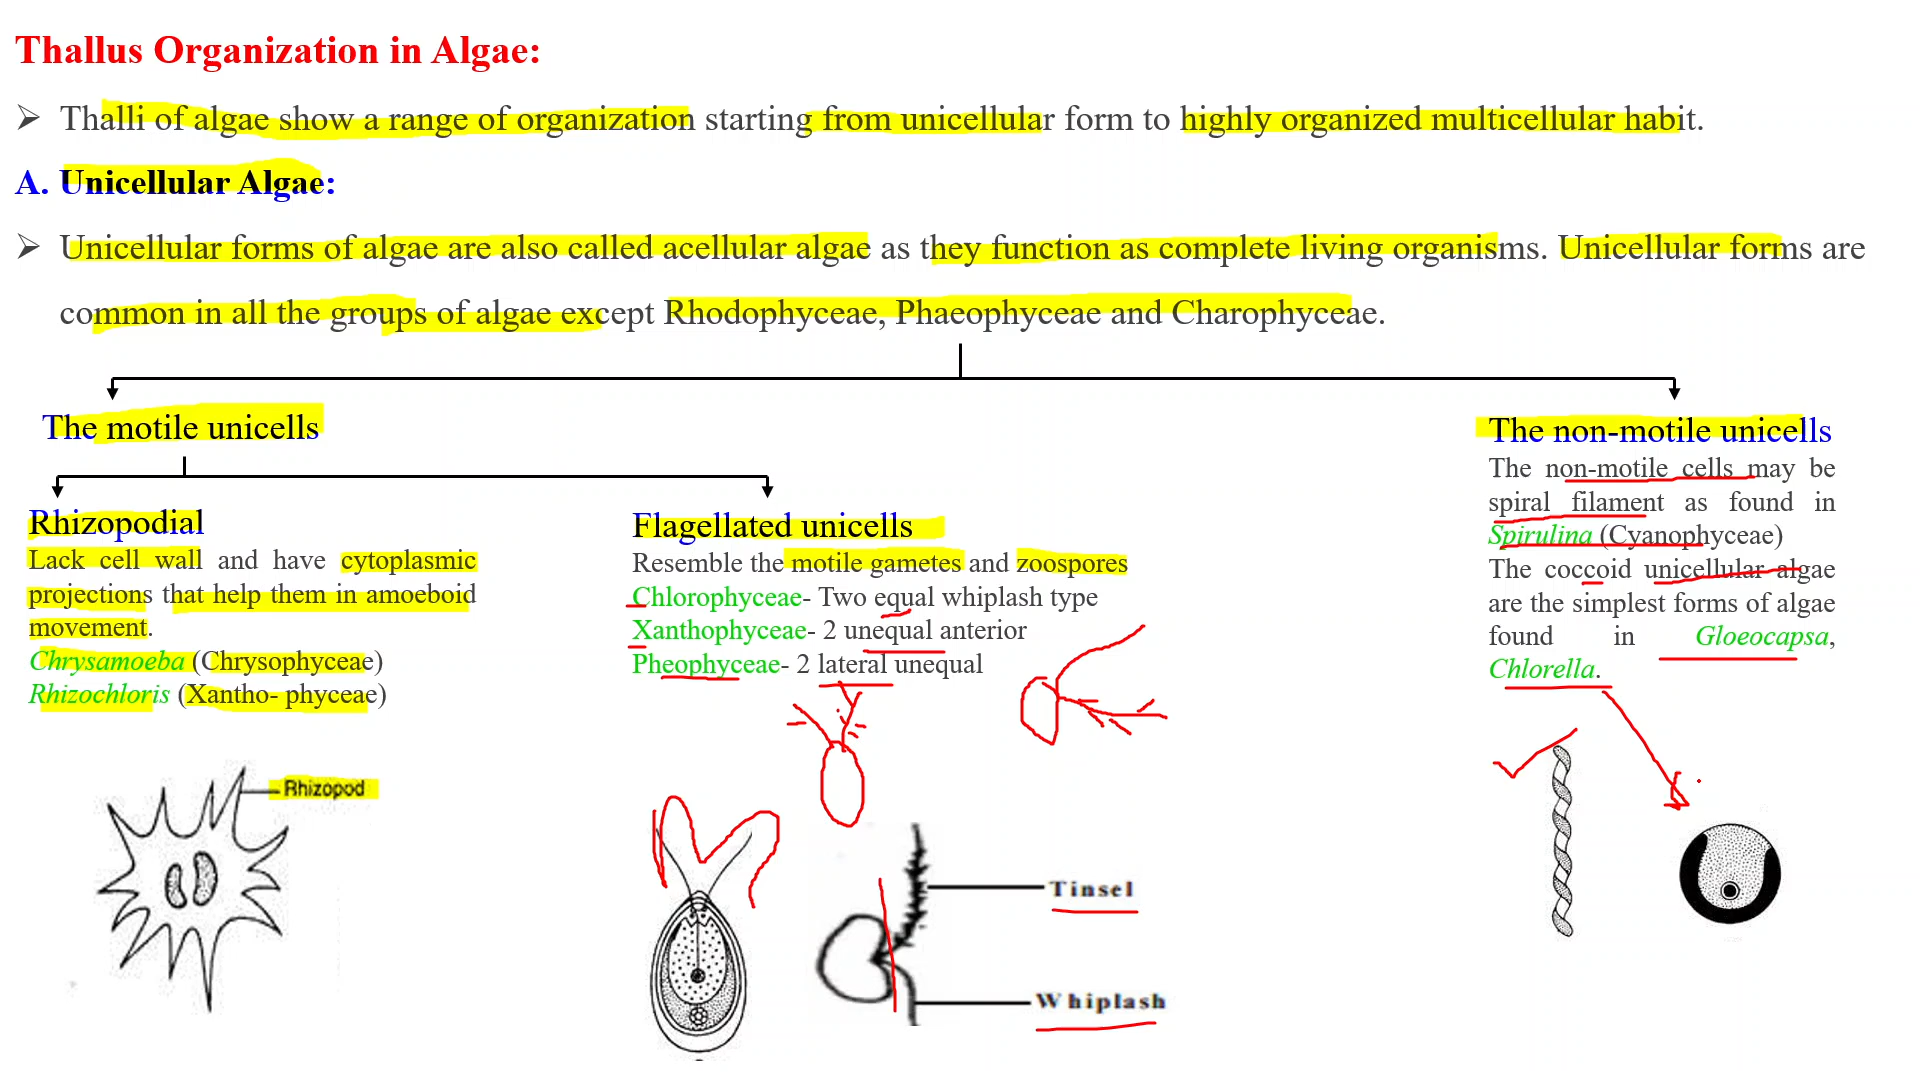 Thallus Organization in Algae:
➢ Thalli of algae show a range of organization starting from unicellular form to highly organized multicellular habit.
A. Unicellular Algae:
➢ Unicellular forms of algae are also called acellular algae as they function as complete living organisms. Unicellular forms are
common in all the groups of algae except Rhodophyceae, Phaeophyceae and Charophyceae.
The motile unicells
Rhizopodial
Lack cell wall and have cytoplasmic
projections that help them in amoeboid
movement.
Chrysamoeba (Chrysophyceae)
Rhizochloris (Xantho- phyceae)
Rhizopod
Flagellated unicells
Resemble the motile gametes and zoospores
Chlorophyceae- Two equal whiplash type
Xanthophyceae- 2 unequal anterior
Pheophyceae- 2 lateral unequal
Tinsel
Whiplash
The non-motile unicells
The non-motile cells may be
spiral filament as found in
Spirulina (Cyanophyceae)
The coccoid unicellular algae
are the simplest forms of algae
found in Gloeocapsa,
Chlorella.